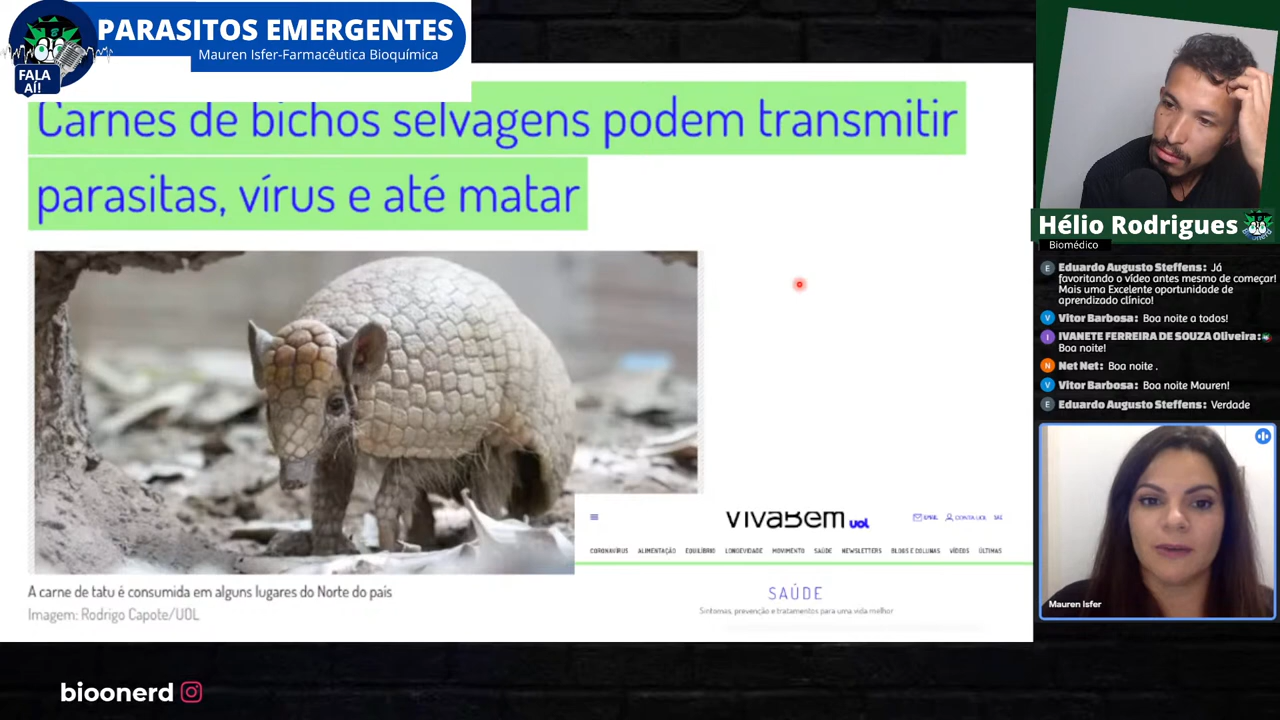 FALA
AÍ!
PARASITOS EMERGENTES
Mauren Isfer-Farmacêutica Bioquímica
Carnes de bichos selvagens podem transmitir
parasitas, vírus e até matar
A carne de tatu é consumida em alguns lugares do Norte do país
Imagem: Rodrigo Capote/UOL
VIVABEM UOL
EMAIL CONTA UOL
CORONAVÍRUS ALIMENTAÇÃO EQUILÍBRIO LONGEVIDADE MOVIMENTO SAÚDE NEWSLETTERS BLOGS E COLUNAS VÍDEOS ÚLTIMAS
SAÚDE
Sintomas, prevenção e tratamentos para uma vida melhor
Hélio Rodrigues
Biomédico
E Eduardo Augusto Steffens: Já
favoritando o vídeo antes mesmo de começar!
Mais uma Excelente oportunidade de
aprendizado clínico!
V Vitor Barbosa: Boa noite a todos!
I IVANETE FERREIRA DE SOUZA Oliveira:
Boa noite!
N Net Net: Boa noite .
V Vitor Barbosa: Boa noite Mauren!
E Eduardo Augusto Steffens: Verdade
Mauren Isfer
bioonerd